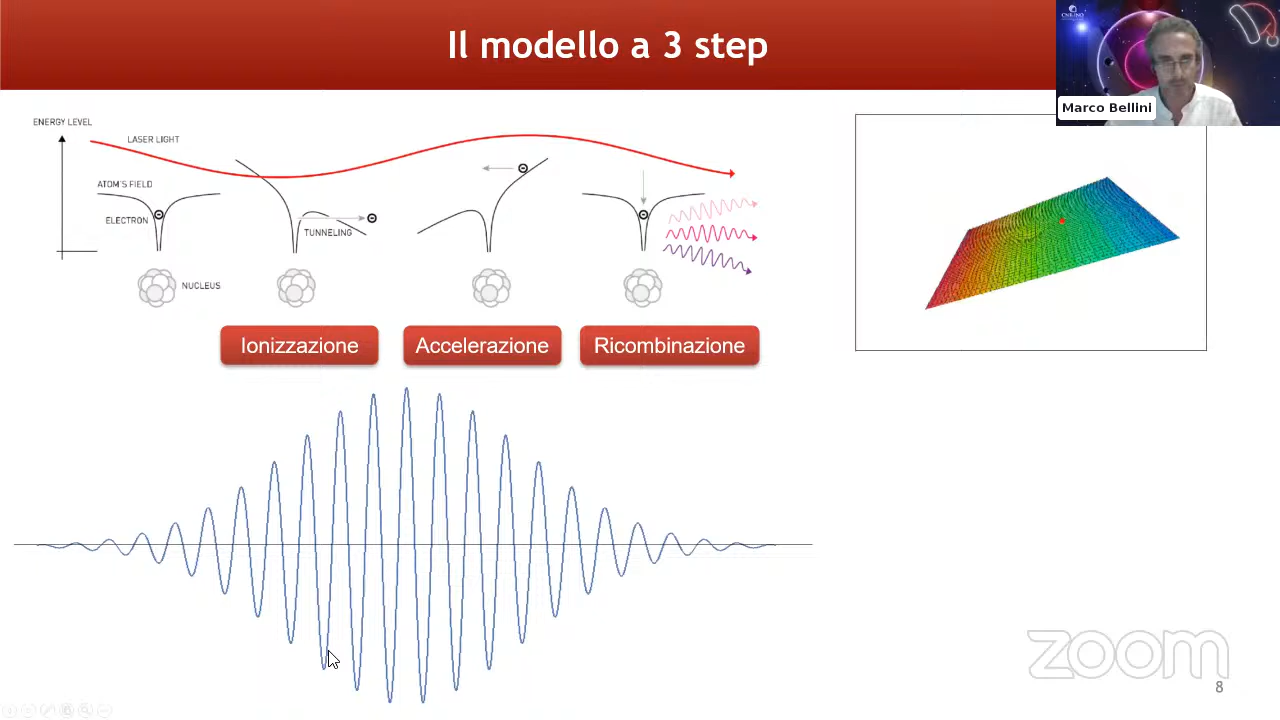 Il modello a 3 step
Marco Bellini
ENERGY LEVEL
LASER LIGHT
ATOM'S FIELD
ELECTRON
TUNNELING
NUCLEUS
Ionizzazione
Accelerazione
Ricombinazione
zoom
8